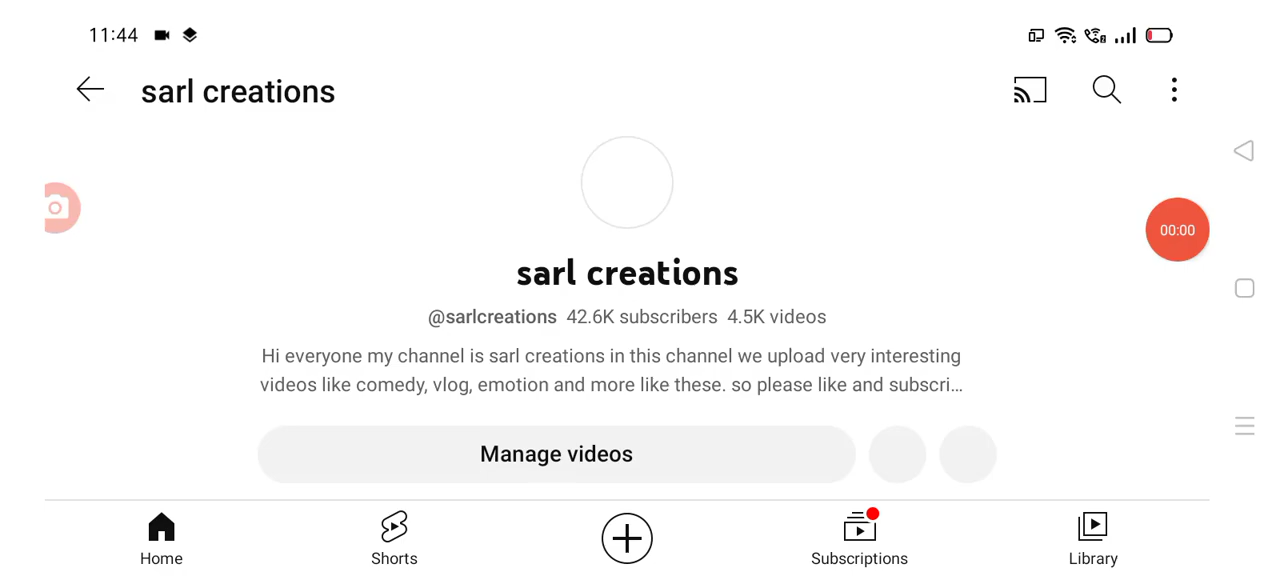 11:44
sarl creations
00:00
sarl creations
@sarlcreations 42.6K subscribers 4.5K videos
Hi everyone my channel is sarl creations in this channel we upload very interesting
videos like comedy, vlog, emotion and more like these. so please like and subscri...
Manage videos
Home Shorts Subscriptions Library